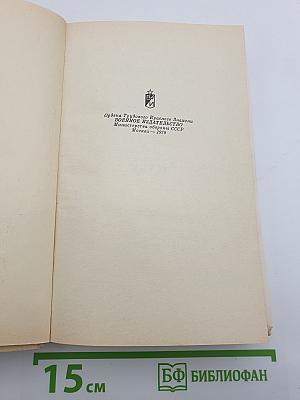 Ордена Трудового Красного Знамени
ВОЕННОЕ ИЗДАТЕЛЬСТВО
Министерства обороны СССР
Москва — 1979
15 см
БФ БИБЛИОФАН